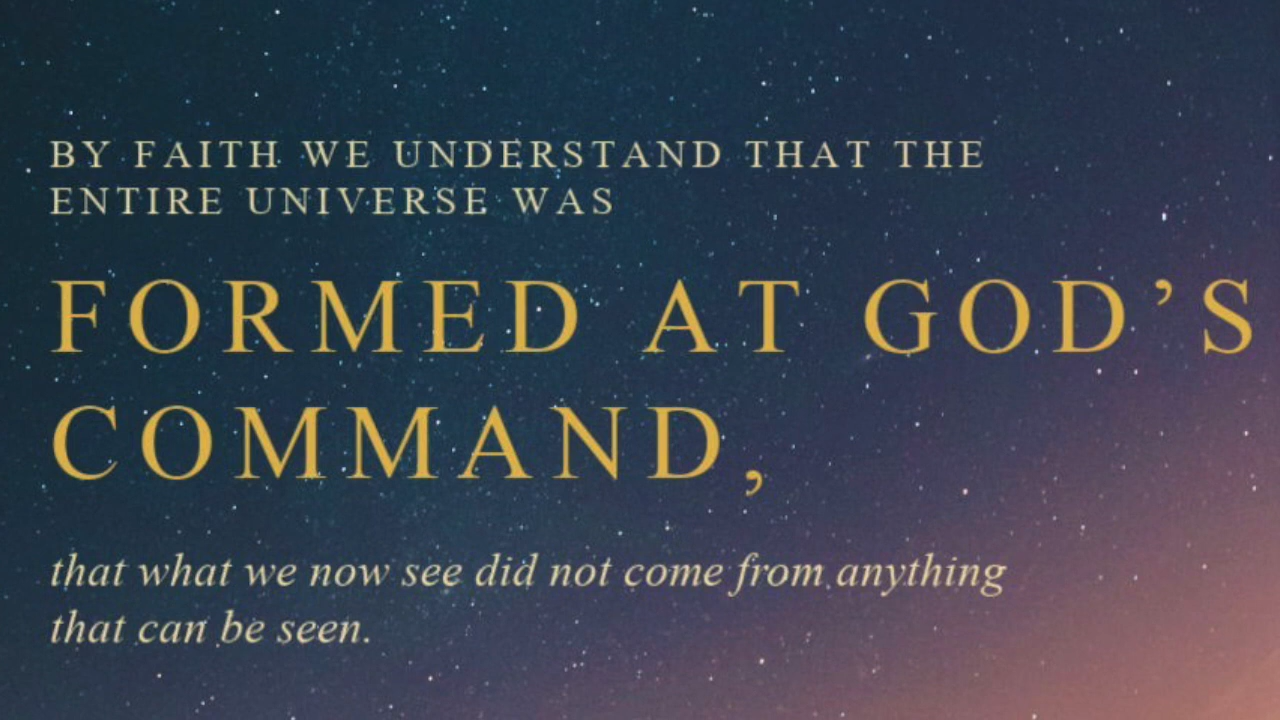 BY FAITH WE UNDERSTAND THAT THE
ENTIRE UNIVERSE WAS
FORMED AT GOD’S
COMMAND,
that what we now see did not come from anything
that can be seen.